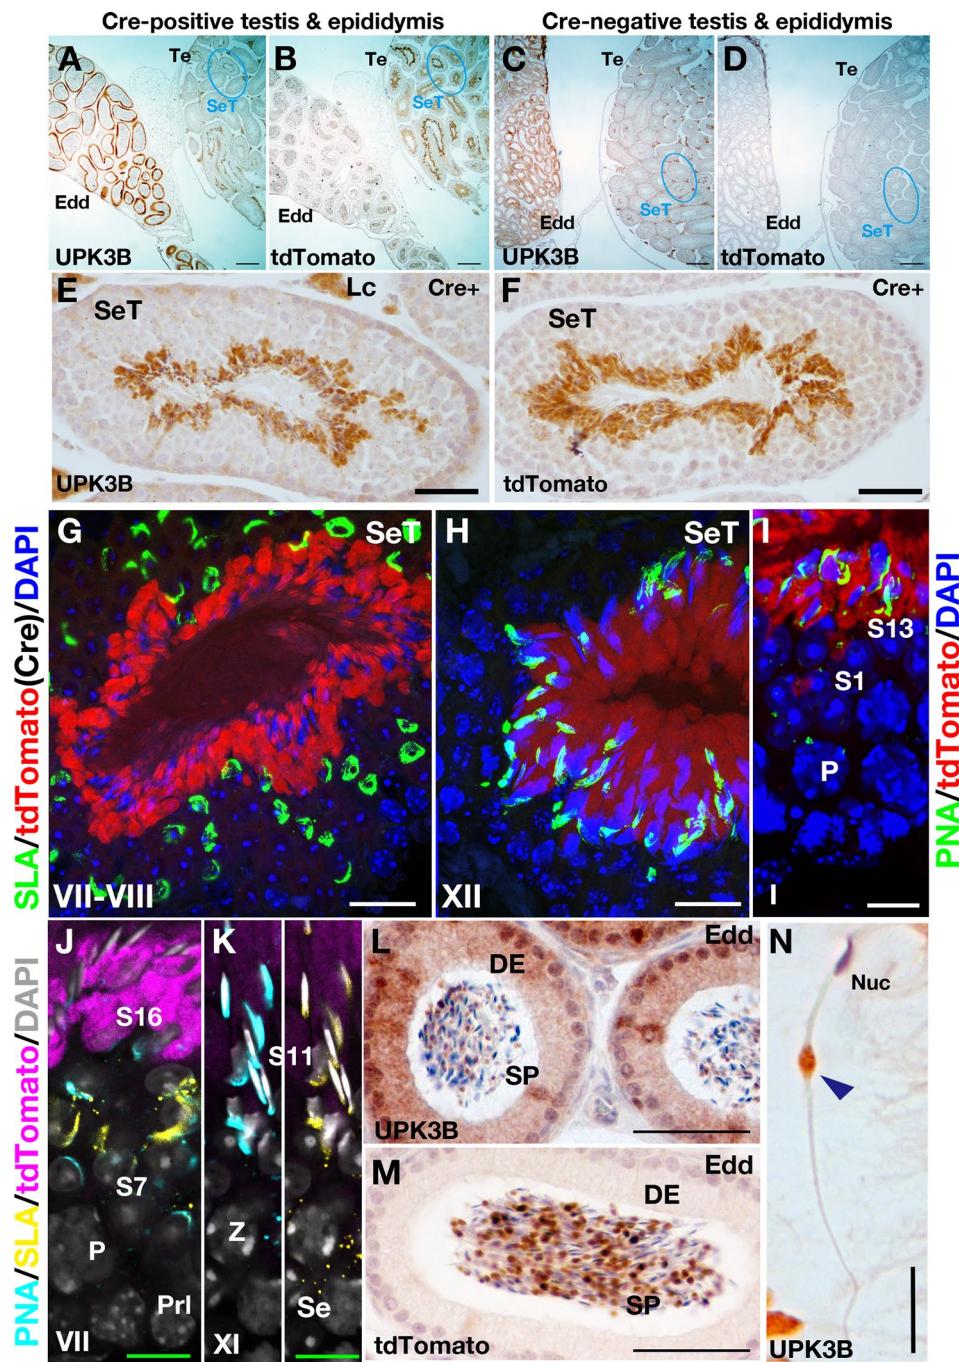 Cre-positive testis & epididymis
Cre-negative testis & epididymis
A
Te
SeT
Edd
UPK3B
B
Te
SeT
Edd
tdTomato
C
Te
SeT
Edd
UPK3B
D
Te
SeT
Edd
tdTomato
E
SeT
Lc
Cre+
UPK3B
F
SeT
Cre+
tdTomato
SLA/tdTomato(Cre)/DAPI
G
SeT
VII-VIII
H
SeT
XII
I
S13
S1
P
I
PNA/tdTomato/DAPI
PNA/SLA/tdTomato/DAPI
J
S16
S7
P
Prl
VII
K
S11
Z
Se
XI
L
Edd
DE
SP
UPK3B
M
Edd
DE
SP
tdTomato
N
Nuc
UPK3B